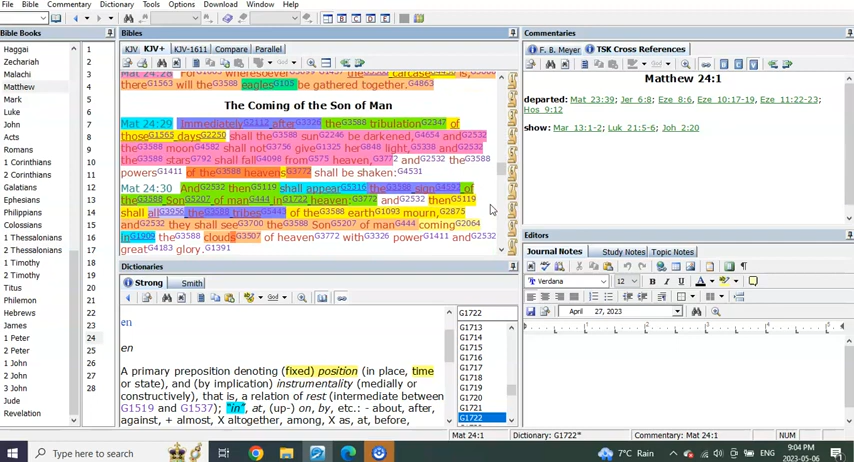 File Bible Commentary Dictionary Tools Options Download Window Help
Bible Books
Haggai
Zechariah
Malachi
Matthew
Mark
Luke
John
Acts
Romans
1 Corinthians
2 Corinthians
Galatians
Ephesians
Philippians
Colossians
1 Thessalonians
2 Thessalonians
1 Timothy
2 Timothy
Titus
Philemon
Hebrews
James
1 Peter
2 Peter
1 John
2 John
3 John
Jude
Revelation
1
2
3
4
5
6
7
8
9
10
11
12
13
14
15
16
17
18
19
20
21
22
23
24
25
26
27
28
Bibles
KJV KJV+ KJV-1611 Compare Parallel
Mat 24:28 For G1063 wheresoever
there G1563 will the G3588 eagles G105 be gathered together. G4863
The Coming of the Son of Man
Mat 24:29 Immediately G2112 after G3326 the G3588 tribulation G2347 of
those G1565 days G2250 shall the G3588 sun G2246 be darkened, G4654 and G2532
the G3588 moon G4582 shall not G3756 give G1325 her G848 light, G5338 and G2532
the G3588 stars G792 shall fall G4098 from G575 heaven, G3772 and G2532 the G3588
powers G1411 of the heavens G3772 shall be shaken: G4531
Mat 24:30 And G2532 then G5119 shall appear G5316 the G3588 sign G4592 of
the G3588 Son G5207 of man G444 in G1722 heaven: G3772 and G2532 then G5119
shall all G3956 the G3588 tribes G5443 of the G3588 earth G1093 mourn, G2875
and G2532 they shall see G3700 the G3588 Son G5207 of man G444 coming G2064
in G1909 the G3588 clouds G3507 of heaven G3772 with G3326 power G1411 and G2532
great G4183 glory. G1391
Dictionaries
Strong Smith
en
en
A primary preposition denoting (fixed) position (in place, time
or state), and (by implication) instrumentality (medially or
constructively), that is, a relation of rest (intermediate between
G1519 and G1537); "in", at, (up-) on, by, etc.: - about, after,
against, + almost, X altogether, among, X as, at, before,
G1722
G1713
G1714
G1715
G1716
G1717
G1718
G1719
G1720
G1721
G1722
Commentaries
F. B. Meyer TSK Cross References
Matthew 24:1
departed: Mat 23:39; Jer 6:8; Eze 8:6, Eze 10:17-19, Eze 11:22-23;
Hos 9:12
show: Mar 13:1-2; Luk 21:5-6; Joh 2:20
Editors
Journal Notes Study Notes Topic Notes
Verdana 12 B I U A
April 27, 2023
1 2 3 4 5
Mat 24:1 Dictionary: G1722* Commentary: Mat 24:1 NUM
Type here to search
7°C Rain
ENG
9:04 PM
2023-05-06